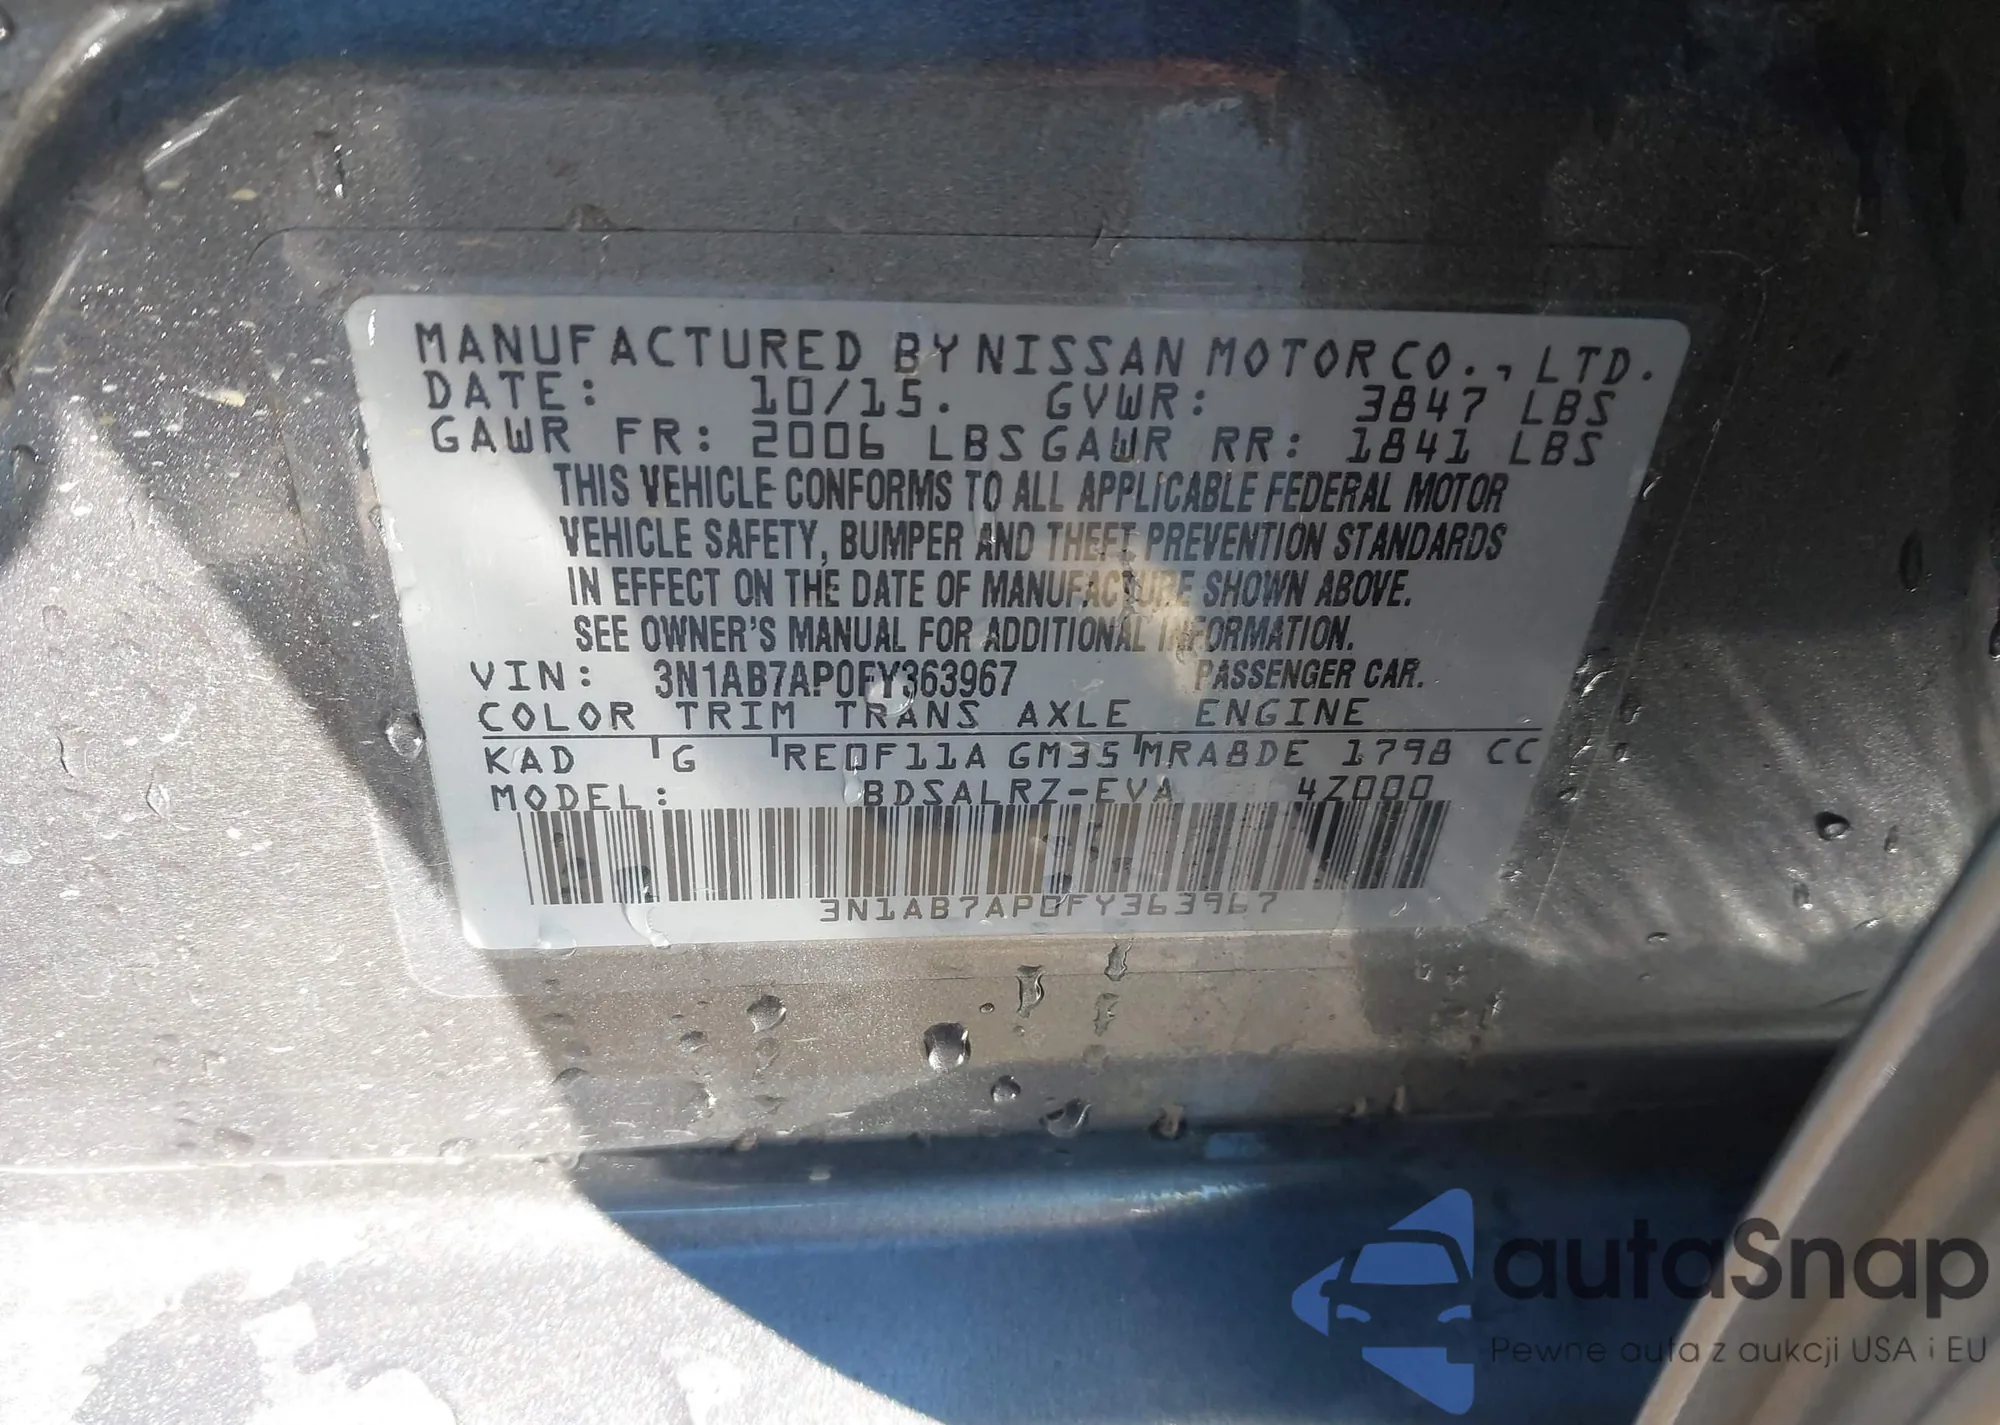 MANUFACTURED BY NISSAN MOTOR CO., LTD.
DATE: 10/15. GVWR: 3847 LBS
GAWR FR: 2006 LBS GAWR RR: 1841 LBS
THIS VEHICLE CONFORMS TO ALL APPLICABLE FEDERAL MOTOR
VEHICLE SAFETY, BUMPER AND THEFT PREVENTION STANDARDS
IN EFFECT ON THE DATE OF MANUFACTURE SHOWN ABOVE.
SEE OWNER'S MANUAL FOR ADDITIONAL INFORMATION.
VIN: 3N1AB7AP0FY363967 PASSENGER CAR.
COLOR TRIM TRANS AXLE ENGINE
KAD G RE0F11A GM35 MRA8DE 1798 CC
MODEL: BDSALRZ-EVA 4Z000
3N1AB7AP0FY363967
autaSnap
Pewne auta z aukcji USA i EU